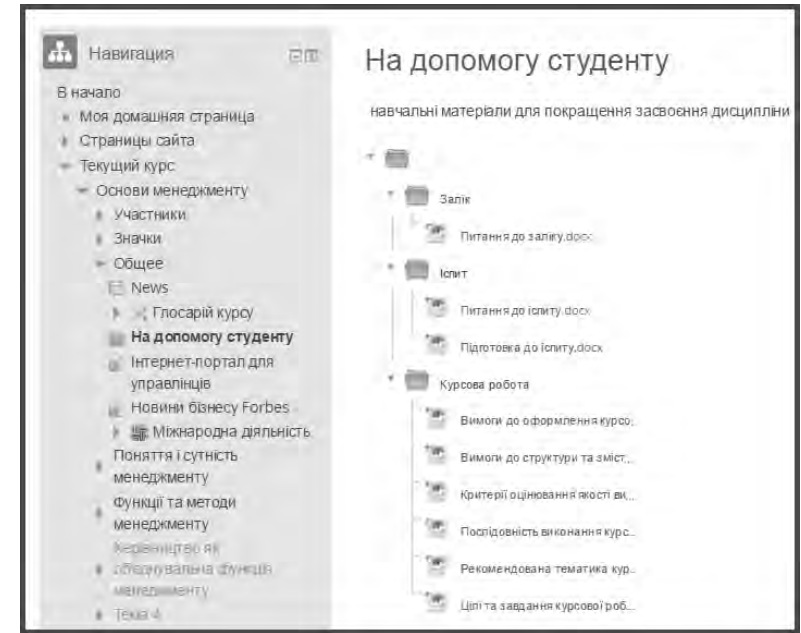 Навигация
В начало
Моя домашняя страница
Страницы сайта
Текущий курс
Основи менеджменту
Участники
Значки
Общее
News
Глосарій курсу
На допомогу студенту
Інтернет-портал для
управлінців
Новини бізнесу Forbes
Міжнародна діяльність
Поняття і сутність
менеджменту
Функції та методи
менеджменту
Керівництво як
об'єднувальна функція
менеджменту
Тема 4
На допомогу студенту
навчальні матеріали для покращення засвоєння дисципліни
Залік
Питання до заліку.docx
Іспит
Питання до іспиту.docx
Підготовка до іспиту.docx
Курсова робота
Вимоги до оформлення курсо...
Вимоги до структури та зміст...
Критерії оцінювання якості ви...
Послідовність виконання курс...
Рекомендована тематика кур...
Цілі та завдання курсової роб...